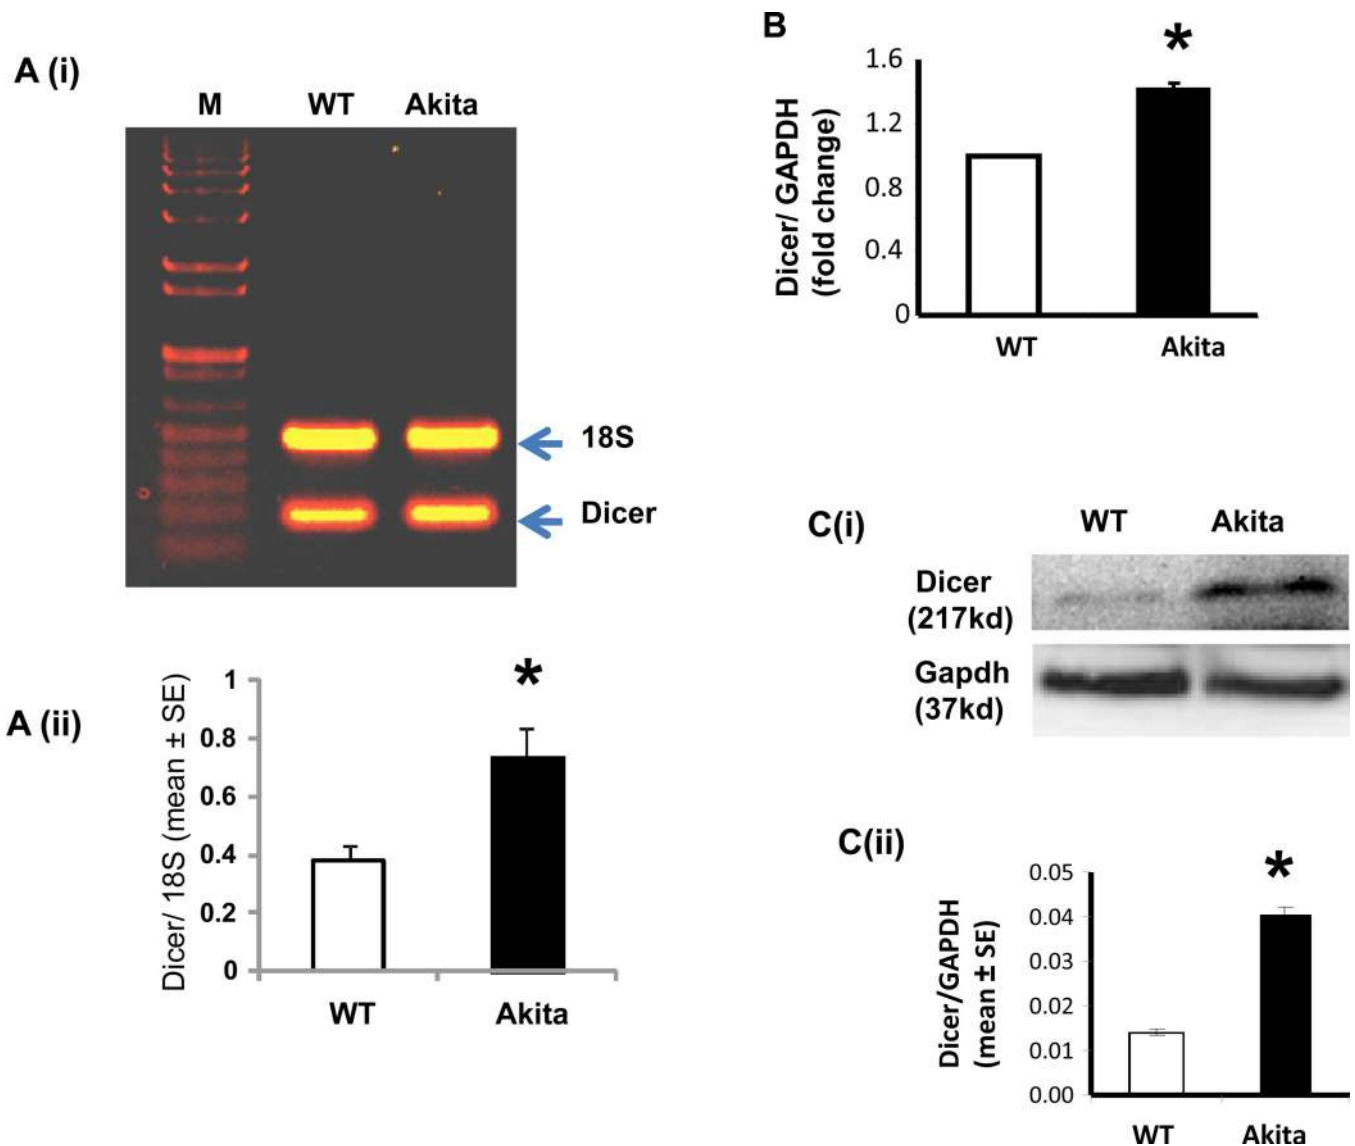 A (i)
M WT Akita
18S
Dicer
A (ii)
Dicer/ 18S (mean ± SE)
1
0.8
0.6
0.4
0.2
0
*
WT Akita
B
Dicer/ GAPDH
(fold change)
1.6
1.2
0.8
0.4
0
*
WT Akita
C(i)
WT Akita
Dicer
(217kd)
Gapdh
(37kd)
C(ii)
Dicer/GAPDH
(mean ± SE)
0.05
0.04
0.03
0.02
0.01
0.00
*
WT Akita